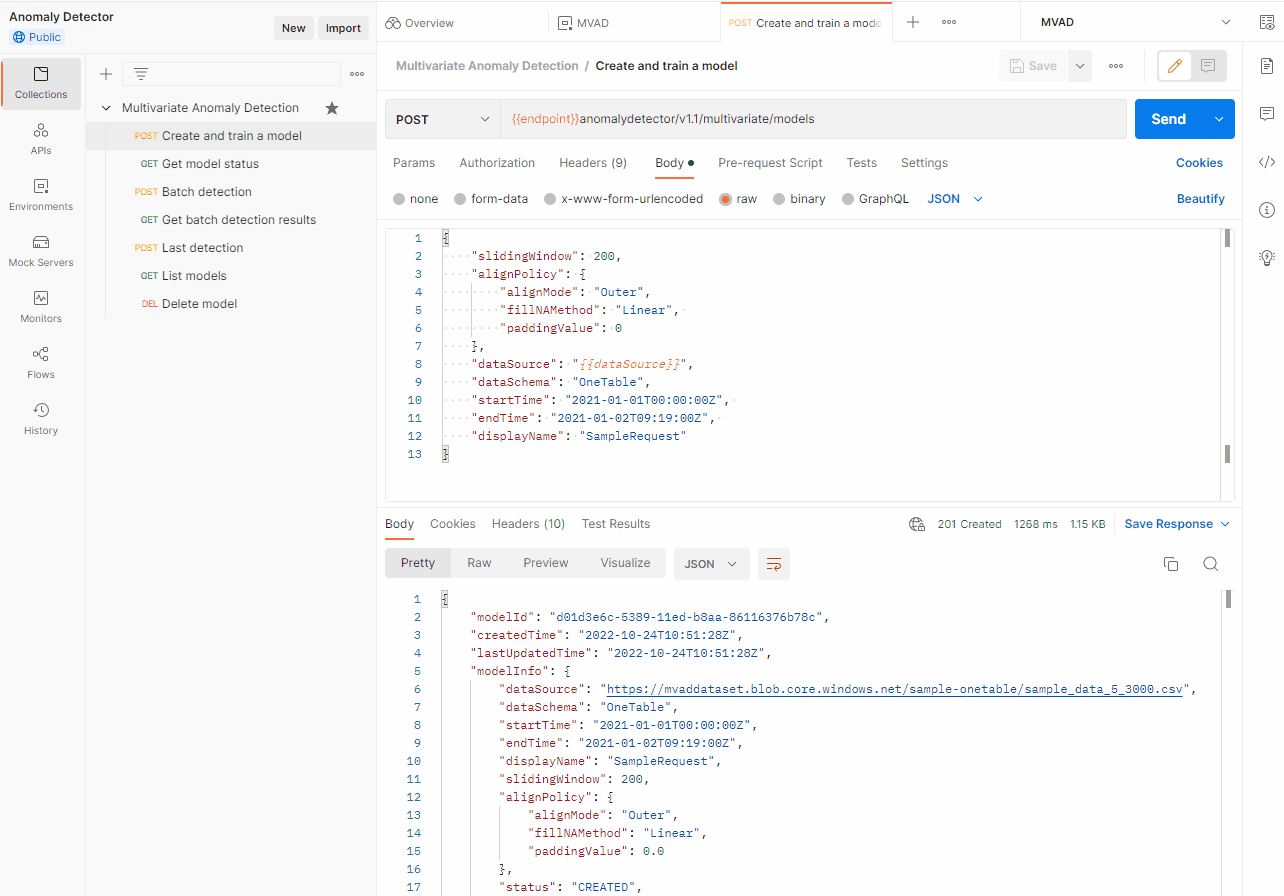 Anomaly Detector
Public
New
Import
Collections
APIs
Environments
Mock Servers
Monitors
Flows
History
Multivariate Anomaly Detection
POST Create and train a model
GET Get model status
POST Batch detection
GET Get batch detection results
POST Last detection
GET List models
DEL Delete model
Overview
MVAD
POST Create and train a mode
MVAD
Multivariate Anomaly Detection / Create and train a model
Save
POST
{{endpoint}}anomalydetector/v1.1/multivariate/models
Send
Params
Authorization
Headers (9)
Body
Pre-request Script
Tests
Settings
Cookies
none
form-data
x-www-form-urlencoded
raw
binary
GraphQL
JSON
Beautify
1 {
2 "slidingWindow": 200,
3 "alignPolicy": {
4 "alignMode": "Outer",
5 "fillNAMethod": "Linear",
6 "paddingValue": 0
7 },
8 "dataSource": "{{dataSource}}",
9 "dataSchema": "OneTable",
10 "startTime": "2021-01-01T00:00:00Z",
11 "endTime": "2021-01-02T09:19:00Z",
12 "displayName": "SampleRequest"
13 }
Body
Cookies
Headers (10)
Test Results
201 Created
1268 ms
1.15 KB
Save Response
Pretty
Raw
Preview
Visualize
JSON
1 {
2 "modelId": "d01d3e6c-5389-11ed-b8aa-86116376b78c",
3 "createdTime": "2022-10-24T10:51:28Z",
4 "lastUpdatedTime": "2022-10-24T10:51:28Z",
5 "modelInfo": {
6 "dataSource": "https://mvaddataset.blob.core.windows.net/sample-onetable/sample_data_5_3000.csv",
7 "dataSchema": "OneTable",
8 "startTime": "2021-01-01T00:00:00Z",
9 "endTime": "2021-01-02T09:19:00Z",
10 "displayName": "SampleRequest",
11 "slidingWindow": 200,
12 "alignPolicy": {
13 "alignMode": "Outer",
14 "fillNAMethod": "Linear",
15 "paddingValue": 0.0
16 },
17 "status": "CREATED",